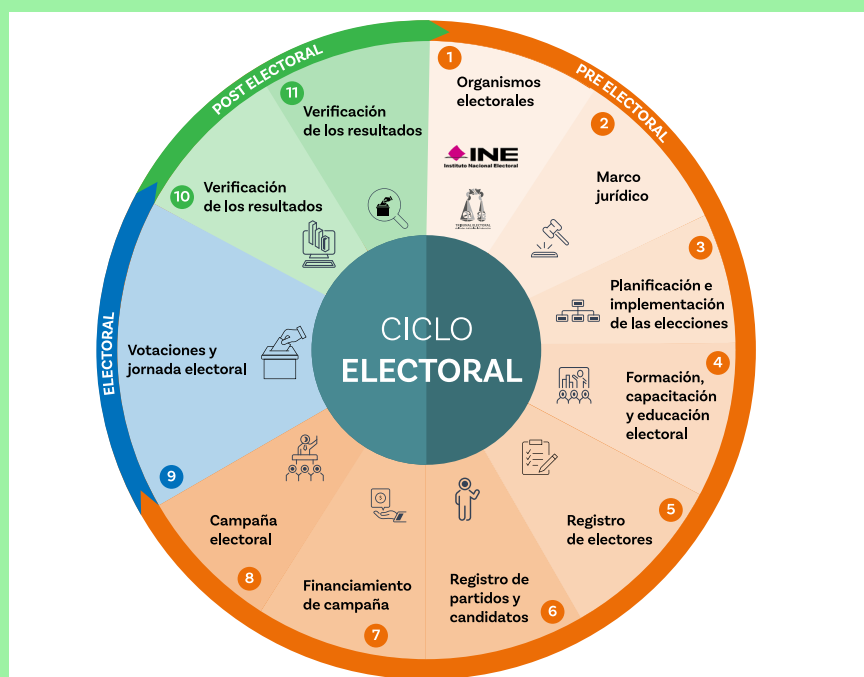 POST ELECTORAL
PRE ELECTORAL
ELECTORAL
CICLO
ELECTORAL
1
Organismos
electorales
INE
Instituto Nacional Electoral
TRIBUNAL ELECTORAL
2
Marco
jurídico
3
Planificación e
implementación
de las elecciones
4
Formación,
capacitación
y educación
electoral
5
Registro
de electores
6
Registro de
partidos y
candidatos
7
Financiamiento
de campaña
8
Campaña
electoral
9
Votaciones y
jornada electoral
10
Verificación
de los resultados
11
Verificación
de los resultados